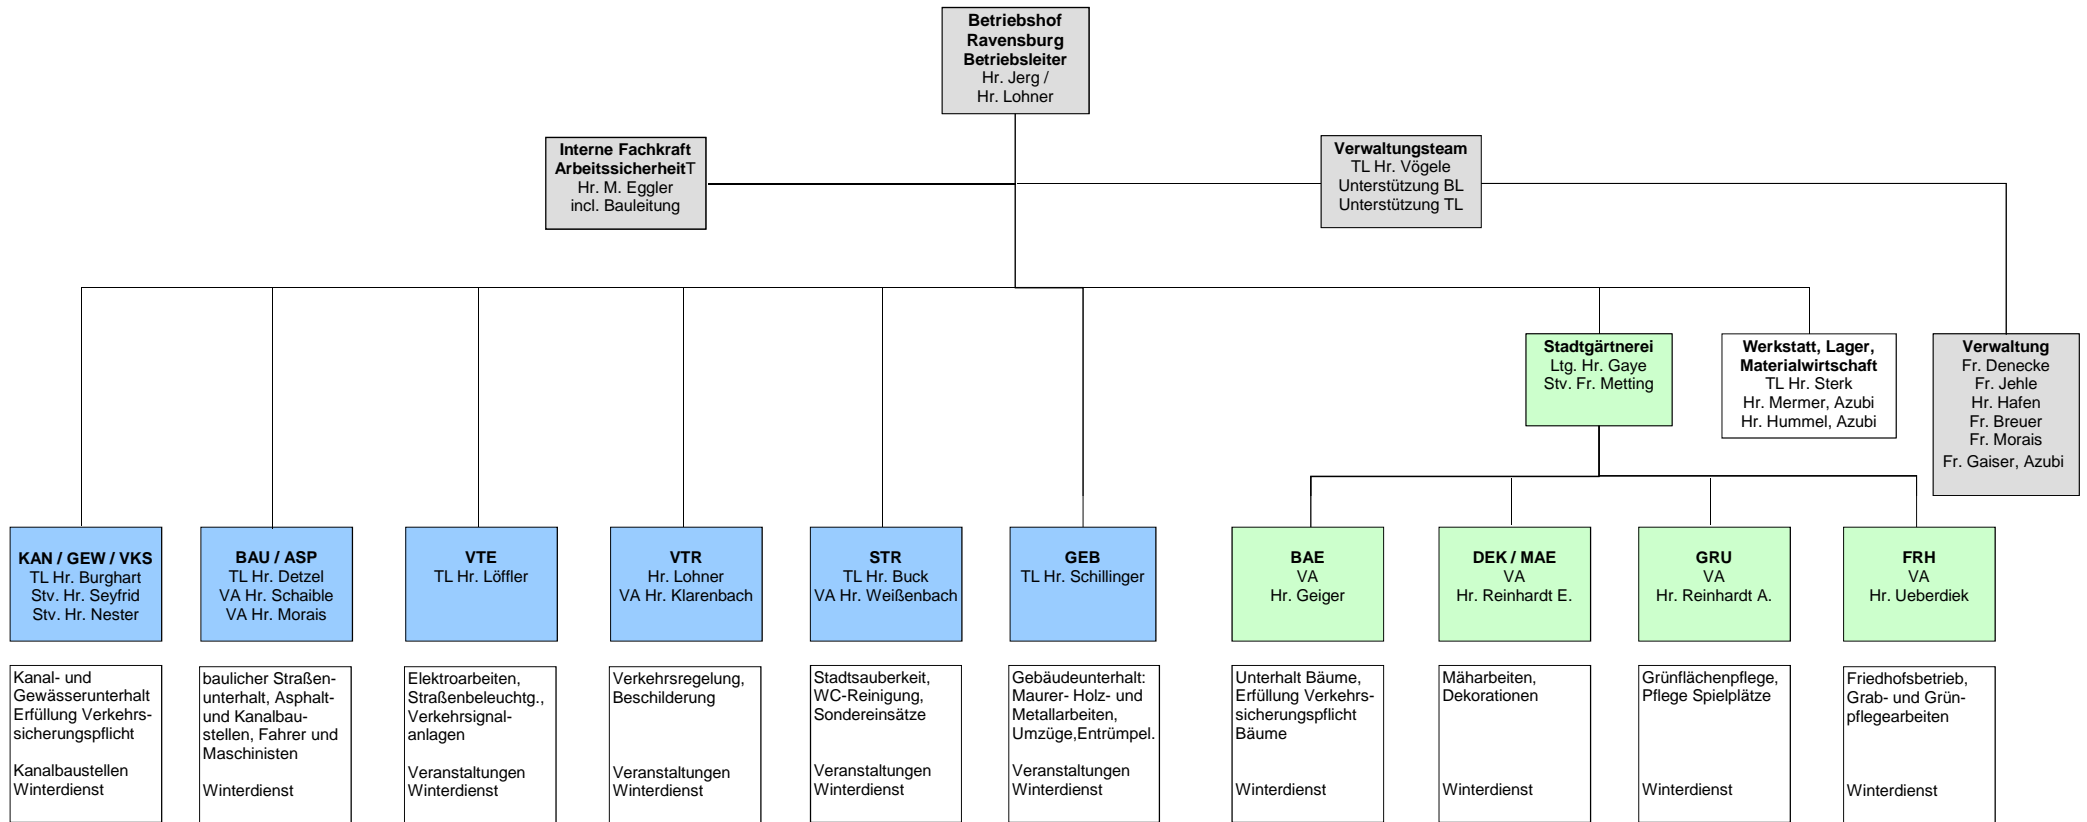 Betriebshof
Ravensburg
Betriebsleiter
Hr. Jerg /
Hr. Lohner
Interne Fachkraft
ArbeitssicherheitT
Hr. M. Eggler
incl. Bauleitung
Verwaltungsteam
TL Hr. Vögele
Unterstützung BL
Unterstützung TL
Stadtgärtnerei
Ltg. Hr. Gaye
Stv. Fr. Metting
Werkstatt, Lager,
Materialwirtschaft
TL Hr. Sterk
Hr. Mermer, Azubi
Hr. Hummel, Azubi
Verwaltung
Fr. Denecke
Fr. Jehle
Hr. Hafen
Fr. Breuer
Fr. Morais
Fr. Gaiser, Azubi
KAN / GEW / VKS
TL Hr. Burghart
Stv. Hr. Seyfrid
Stv. Hr. Nester
BAU / ASP
TL Hr. Detzel
VA Hr. Schaible
VA Hr. Morais
VTE
TL Hr. Löffler
VTR
Hr. Lohner
VA Hr. Klarenbach
STR
TL Hr. Buck
VA Hr. Weißenbach
GEB
TL Hr. Schillinger
BAE
VA
Hr. Geiger
DEK / MAE
VA
Hr. Reinhardt E.
GRU
VA
Hr. Reinhardt A.
FRH
VA
Hr. Ueberdiek
Kanal- und
Gewässerunterhalt
Erfüllung Verkehrs-
sicherungspflicht
Kanalbaustellen
Winterdienst
baulicher Straßen-
unterhalt, Asphalt-
und Kanalbau-
stellen, Fahrer und
Maschinisten
Winterdienst
Elektroarbeiten,
Straßenbeleuchtg.,
Verkehrsignal-
anlagen
Veranstaltungen
Winterdienst
Verkehrsregelung,
Beschilderung
Veranstaltungen
Winterdienst
Stadtsauberkeit,
WC-Reinigung,
Sondereinsätze
Veranstaltungen
Winterdienst
Gebäudeunterhalt:
Maurer- Holz- und
Metallarbeiten,
Umzüge,Entrümpel.
Veranstaltungen
Winterdienst
Unterhalt Bäume,
Erfüllung Verkehrs-
sicherungspflicht
Bäume
Winterdienst
Mäharbeiten,
Dekorationen
Winterdienst
Grünflächenpflege,
Pflege Spielplätze
Winterdienst
Friedhofsbetrieb,
Grab- und Grün-
pflegearbeiten
Winterdienst